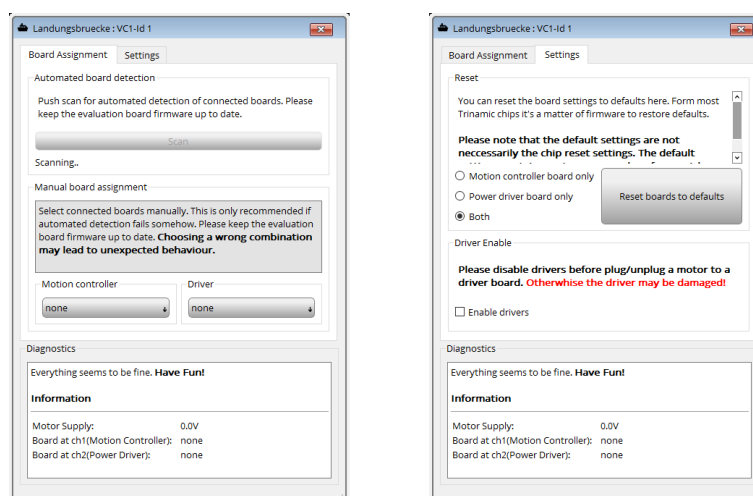 Landungsbruecke : VC1-Id 1
Board Assignment Settings
Automated board detection
Push scan for automated detection of connected boards. Please
keep the evaluation board firmware up to date.
Scan
Scanning..
Manual board assignment
Select connected boards manually. This is only recommended if
automated detection fails somehow. Please keep the evaluation
board firmware up to date. Choosing a wrong combination
may lead to unexpected behaviour.
Motion controller
Driver
none
none
Diagnostics
Everything seems to be fine. Have Fun!
Information
Motor Supply: 0.0V
Board at ch1(Motion Controller): none
Board at ch2(Power Driver): none
Landungsbruecke : VC1-Id 1
Board Assignment Settings
Reset
You can reset the board settings to defaults here. Form most
Trinamic chips it's a matter of firmware to restore defaults.
Please note that the default settings are not
neccessarily the chip reset settings. The default
Motion controller board only
Power driver board only
Both
Reset boards to defaults
Driver Enable
Please disable drivers before plug/unplug a motor to a
driver board. Otherwhise the driver may be damaged!
Enable drivers
Diagnostics
Everything seems to be fine. Have Fun!
Information
Motor Supply: 0.0V
Board at ch1(Motion Controller): none
Board at ch2(Power Driver): none